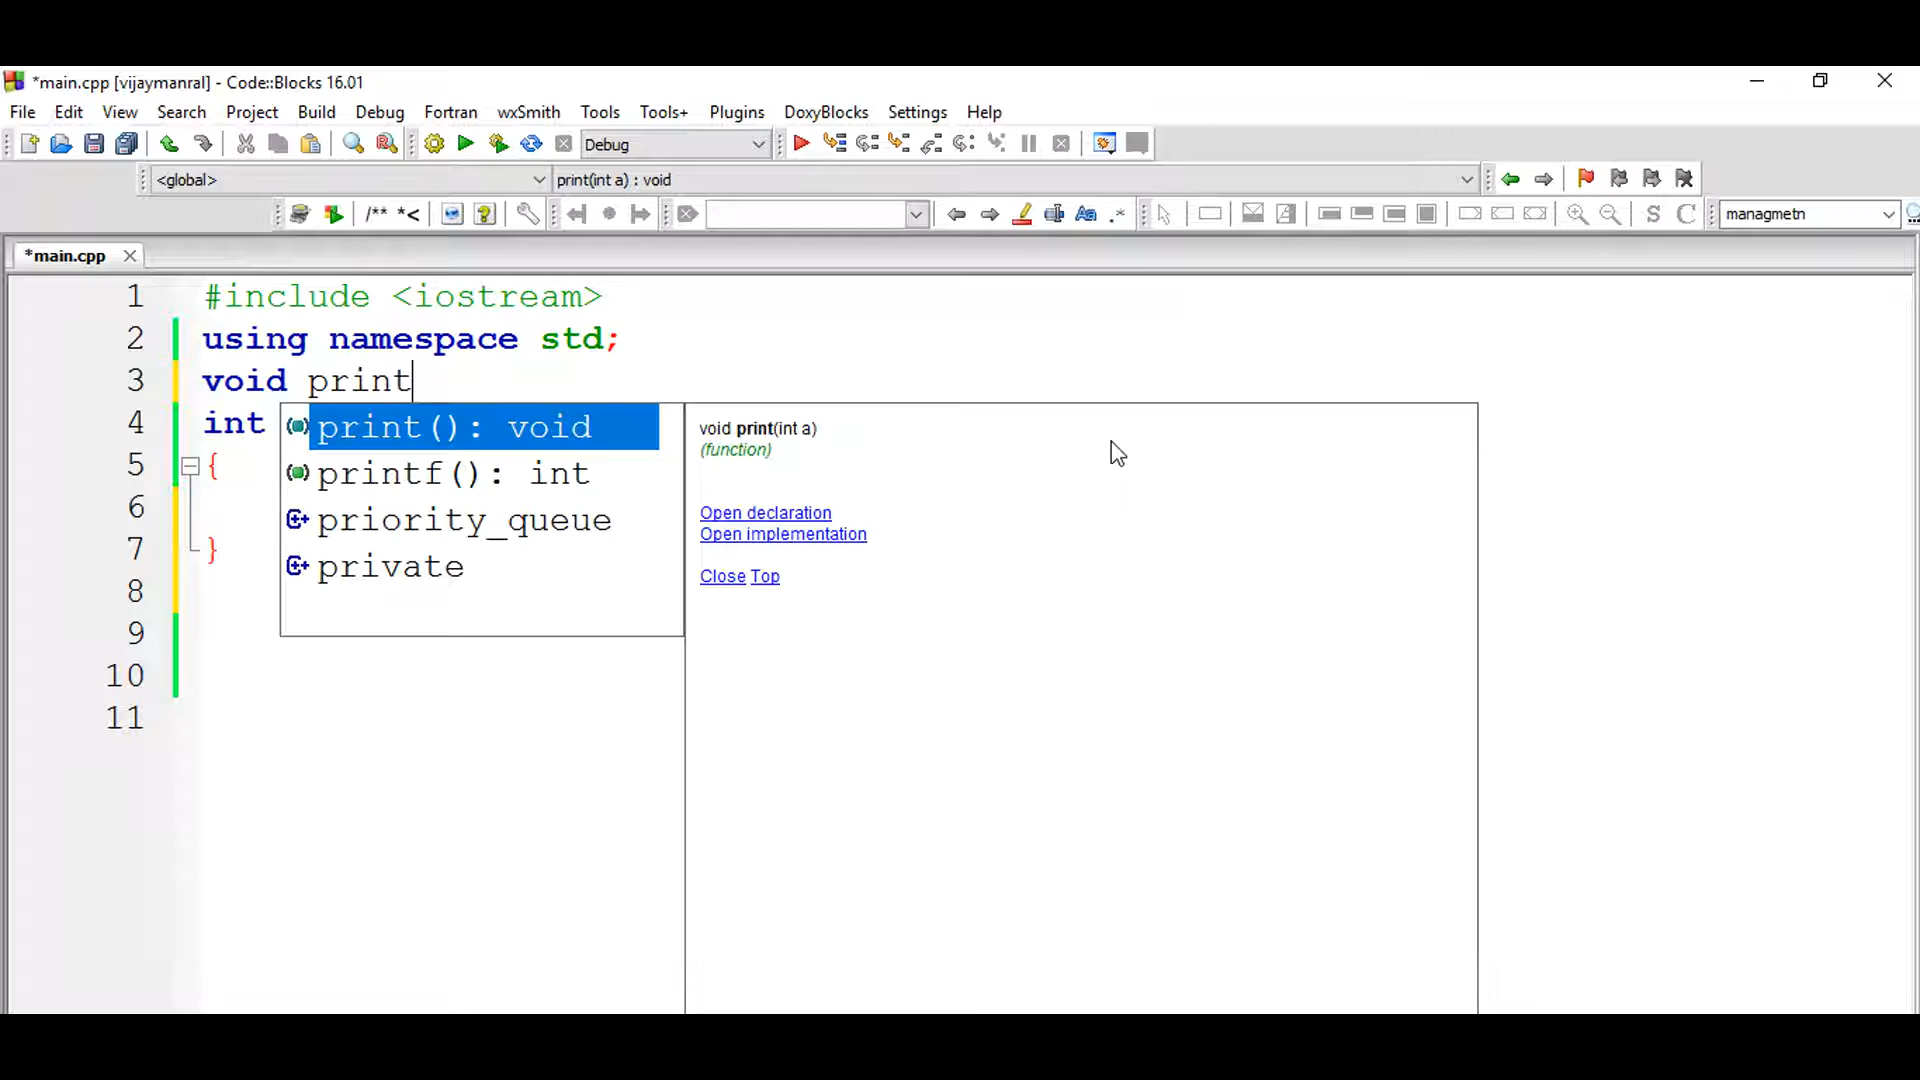 *main.cpp [vijaymanral] - Code::Blocks 16.01
File Edit View Search Project Build Debug Fortran wxSmith Tools Tools+ Plugins DoxyBlocks Settings Help
Debug
<global> print(int a) : void
/** *< Aa .* S C managmetn
*main.cpp
1 #include <iostream>
2 using namespace std;
3 void print
4 int
5 {
6
7 }
8
9
10
11
print(): void
printf(): int
priority_queue
private
void print(int a)
(function)
Open declaration
Open implementation
Close Top